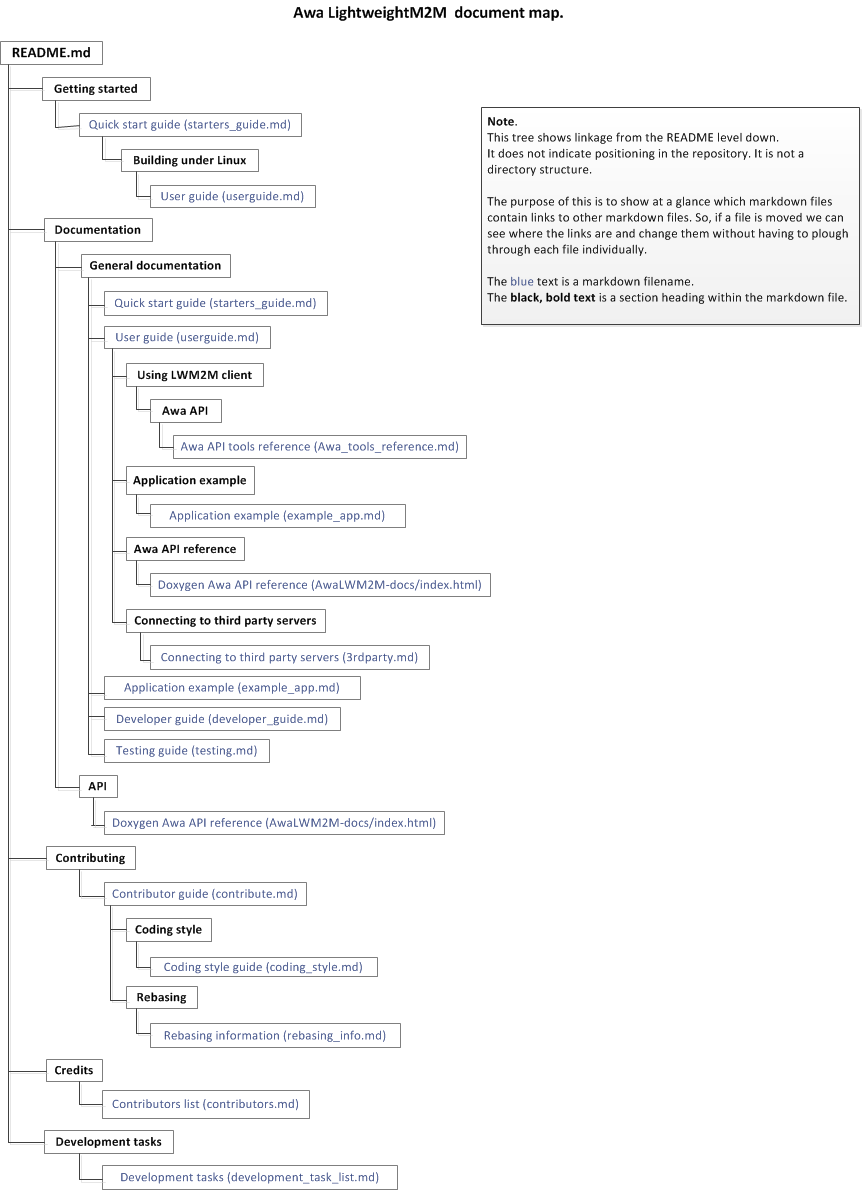 Awa LightweightM2M  document map.
README.md
Getting started
Quick start guide (starters_guide.md)
Building under Linux
User guide (userguide.md)
Note.
This tree shows linkage from the README level down.
It does not indicate positioning in the repository. It is not a
directory structure.
The purpose of this is to show at a glance which markdown files
contain links to other markdown files. So, if a file is moved we can
see where the links are and change them without having to plough
through each file individually.
The blue text is a markdown filename.
The black, bold text is a section heading within the markdown file.
Documentation
General documentation
Quick start guide (starters_guide.md)
User guide (userguide.md)
Using LWM2M client
Awa API
Awa API tools reference (Awa_tools_reference.md)
Application example
Application example (example_app.md)
Awa API reference
Doxygen Awa API reference (AwaLWM2M-docs/index.html)
Connecting to third party servers
Connecting to third party servers (3rdparty.md)
Application example (example_app.md)
Developer guide (developer_guide.md)
Testing guide (testing.md)
API
Doxygen Awa API reference (AwaLWM2M-docs/index.html)
Contributing
Contributor guide (contribute.md)
Coding style
Coding style guide (coding_style.md)
Rebasing
Rebasing information (rebasing_info.md)
Credits
Contributors list (contributors.md)
Development tasks
Development tasks (development_task_list.md)